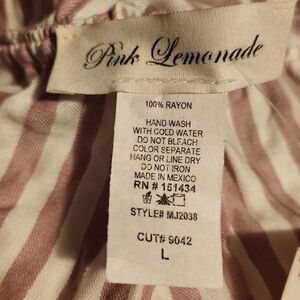 Pink Lemonade
100% RAYON
HAND WASH
WITH COLD WATER
DO NOT BLEACH
COLOR SEPARATE
HANG OR LINE DRY
DO NOT IRON
MADE IN MEXICO
RN # 151434
STYLE# MJ2038
CUT# 9042
L